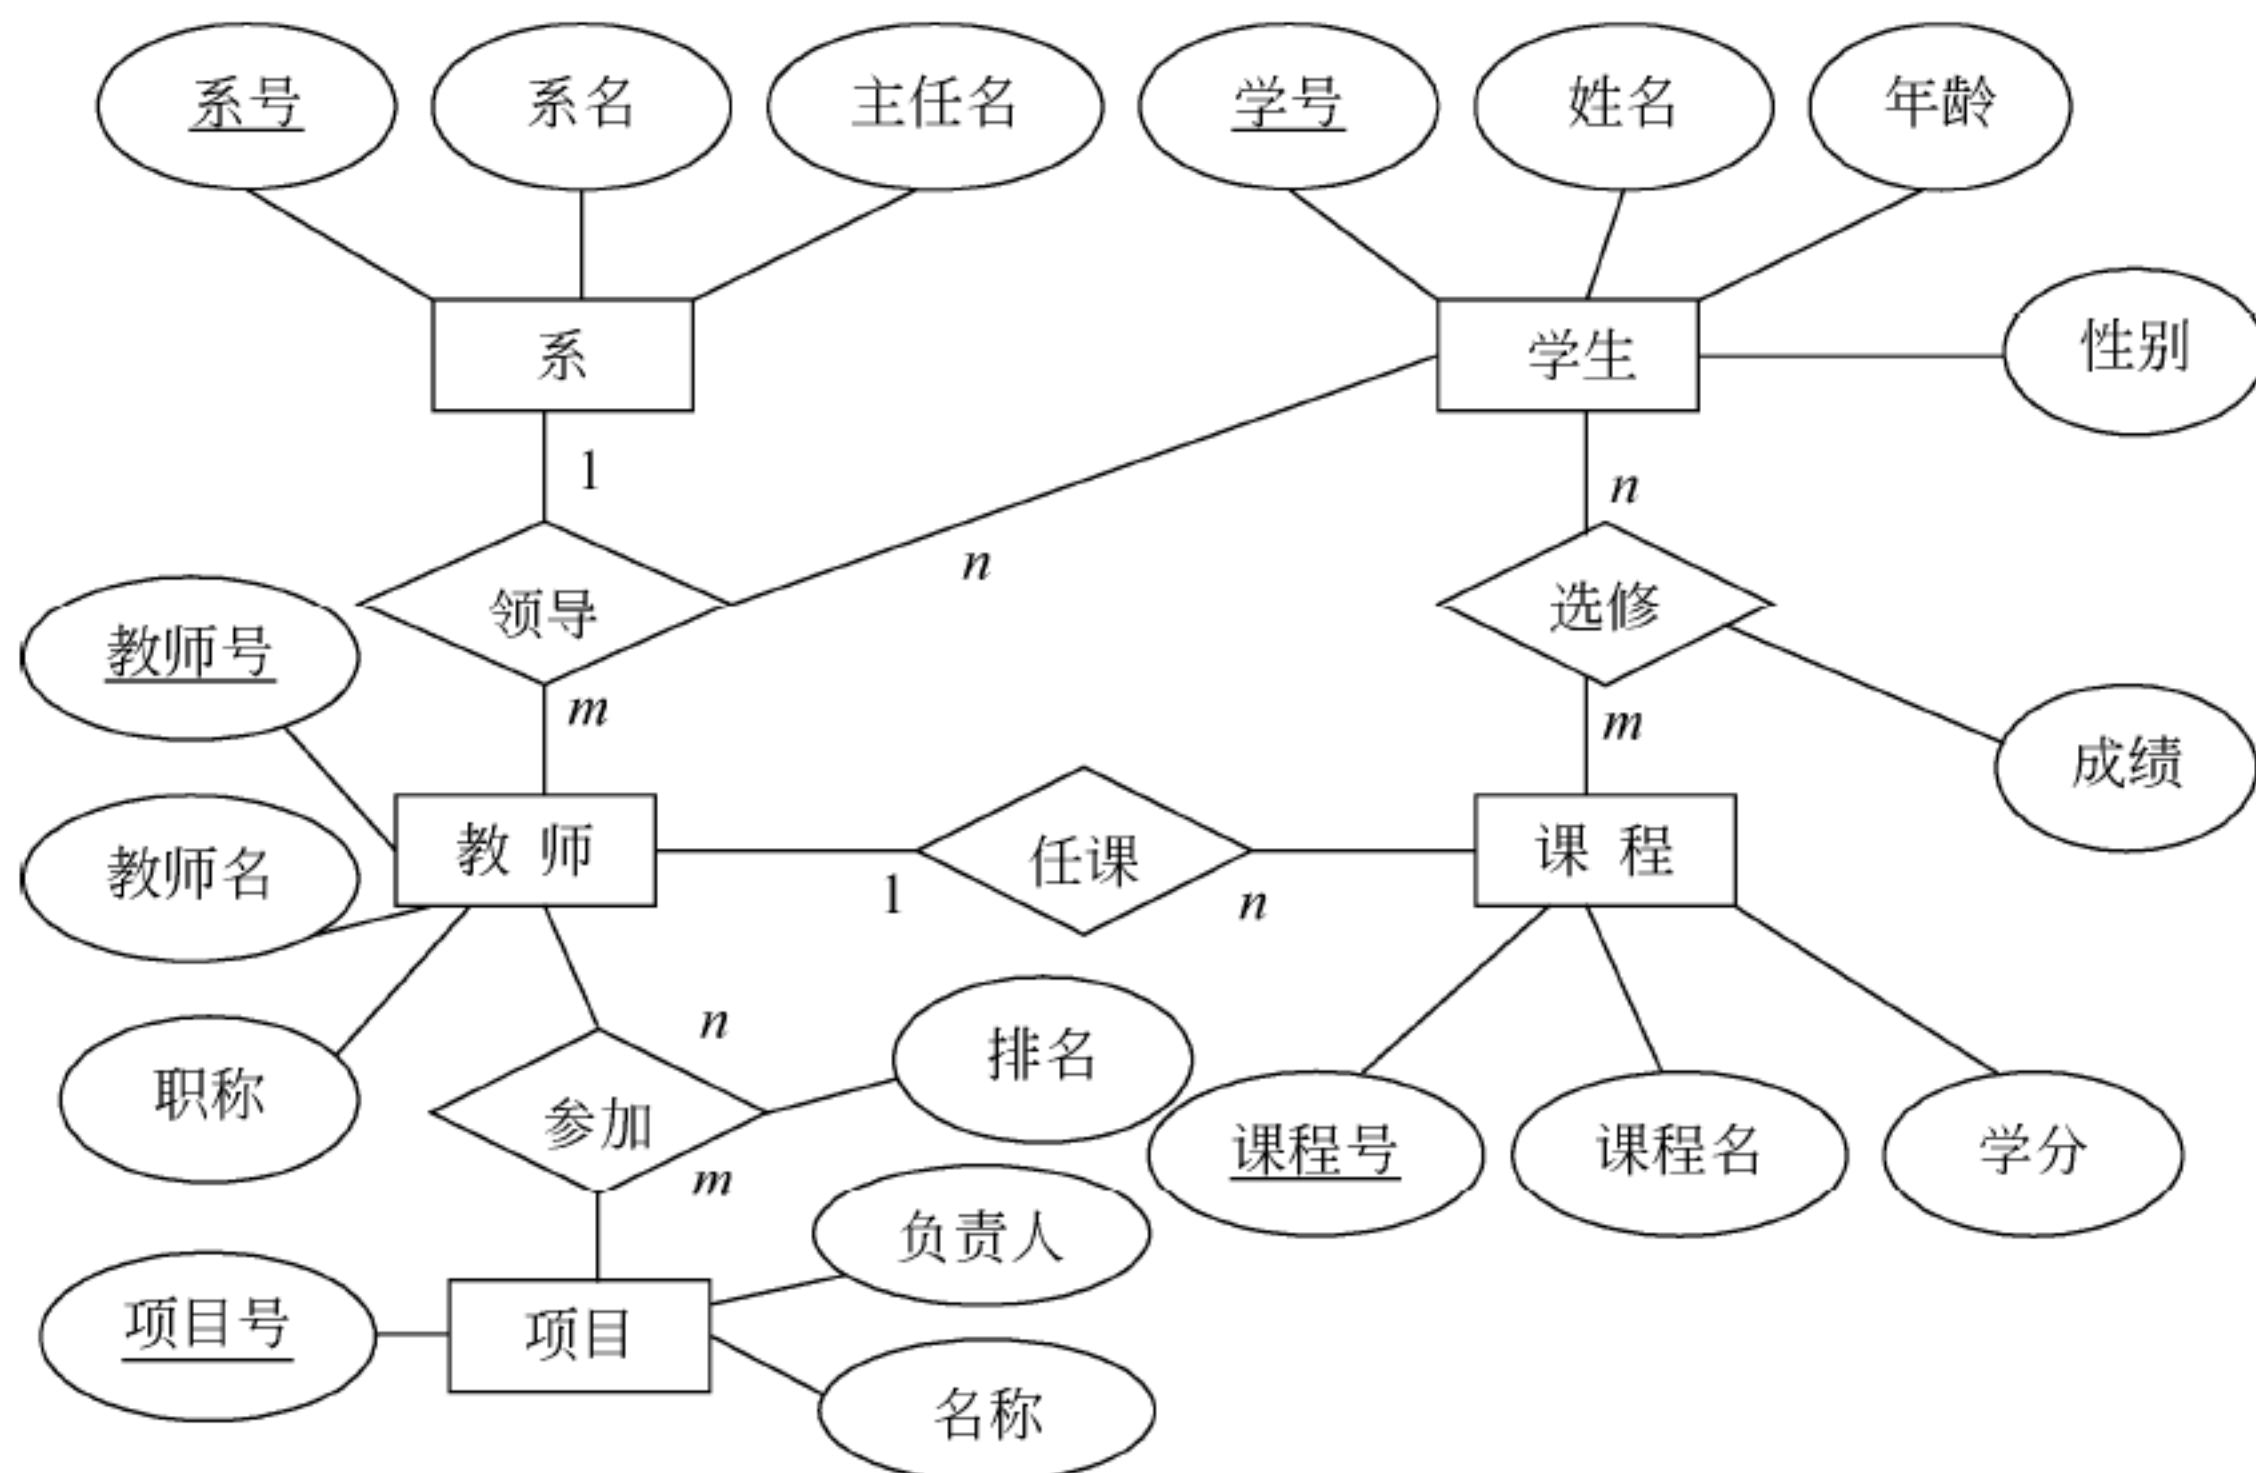 系号 系名 主任名 学号 姓名 年龄
系 学生 性别
1 n
n
领导 选修
教师号
m m
成绩
教师名 教师 任课 课程
1 n
n 排名
职称 参加 课程号 课程名 学分
m
负责人
项目号 项目
名称